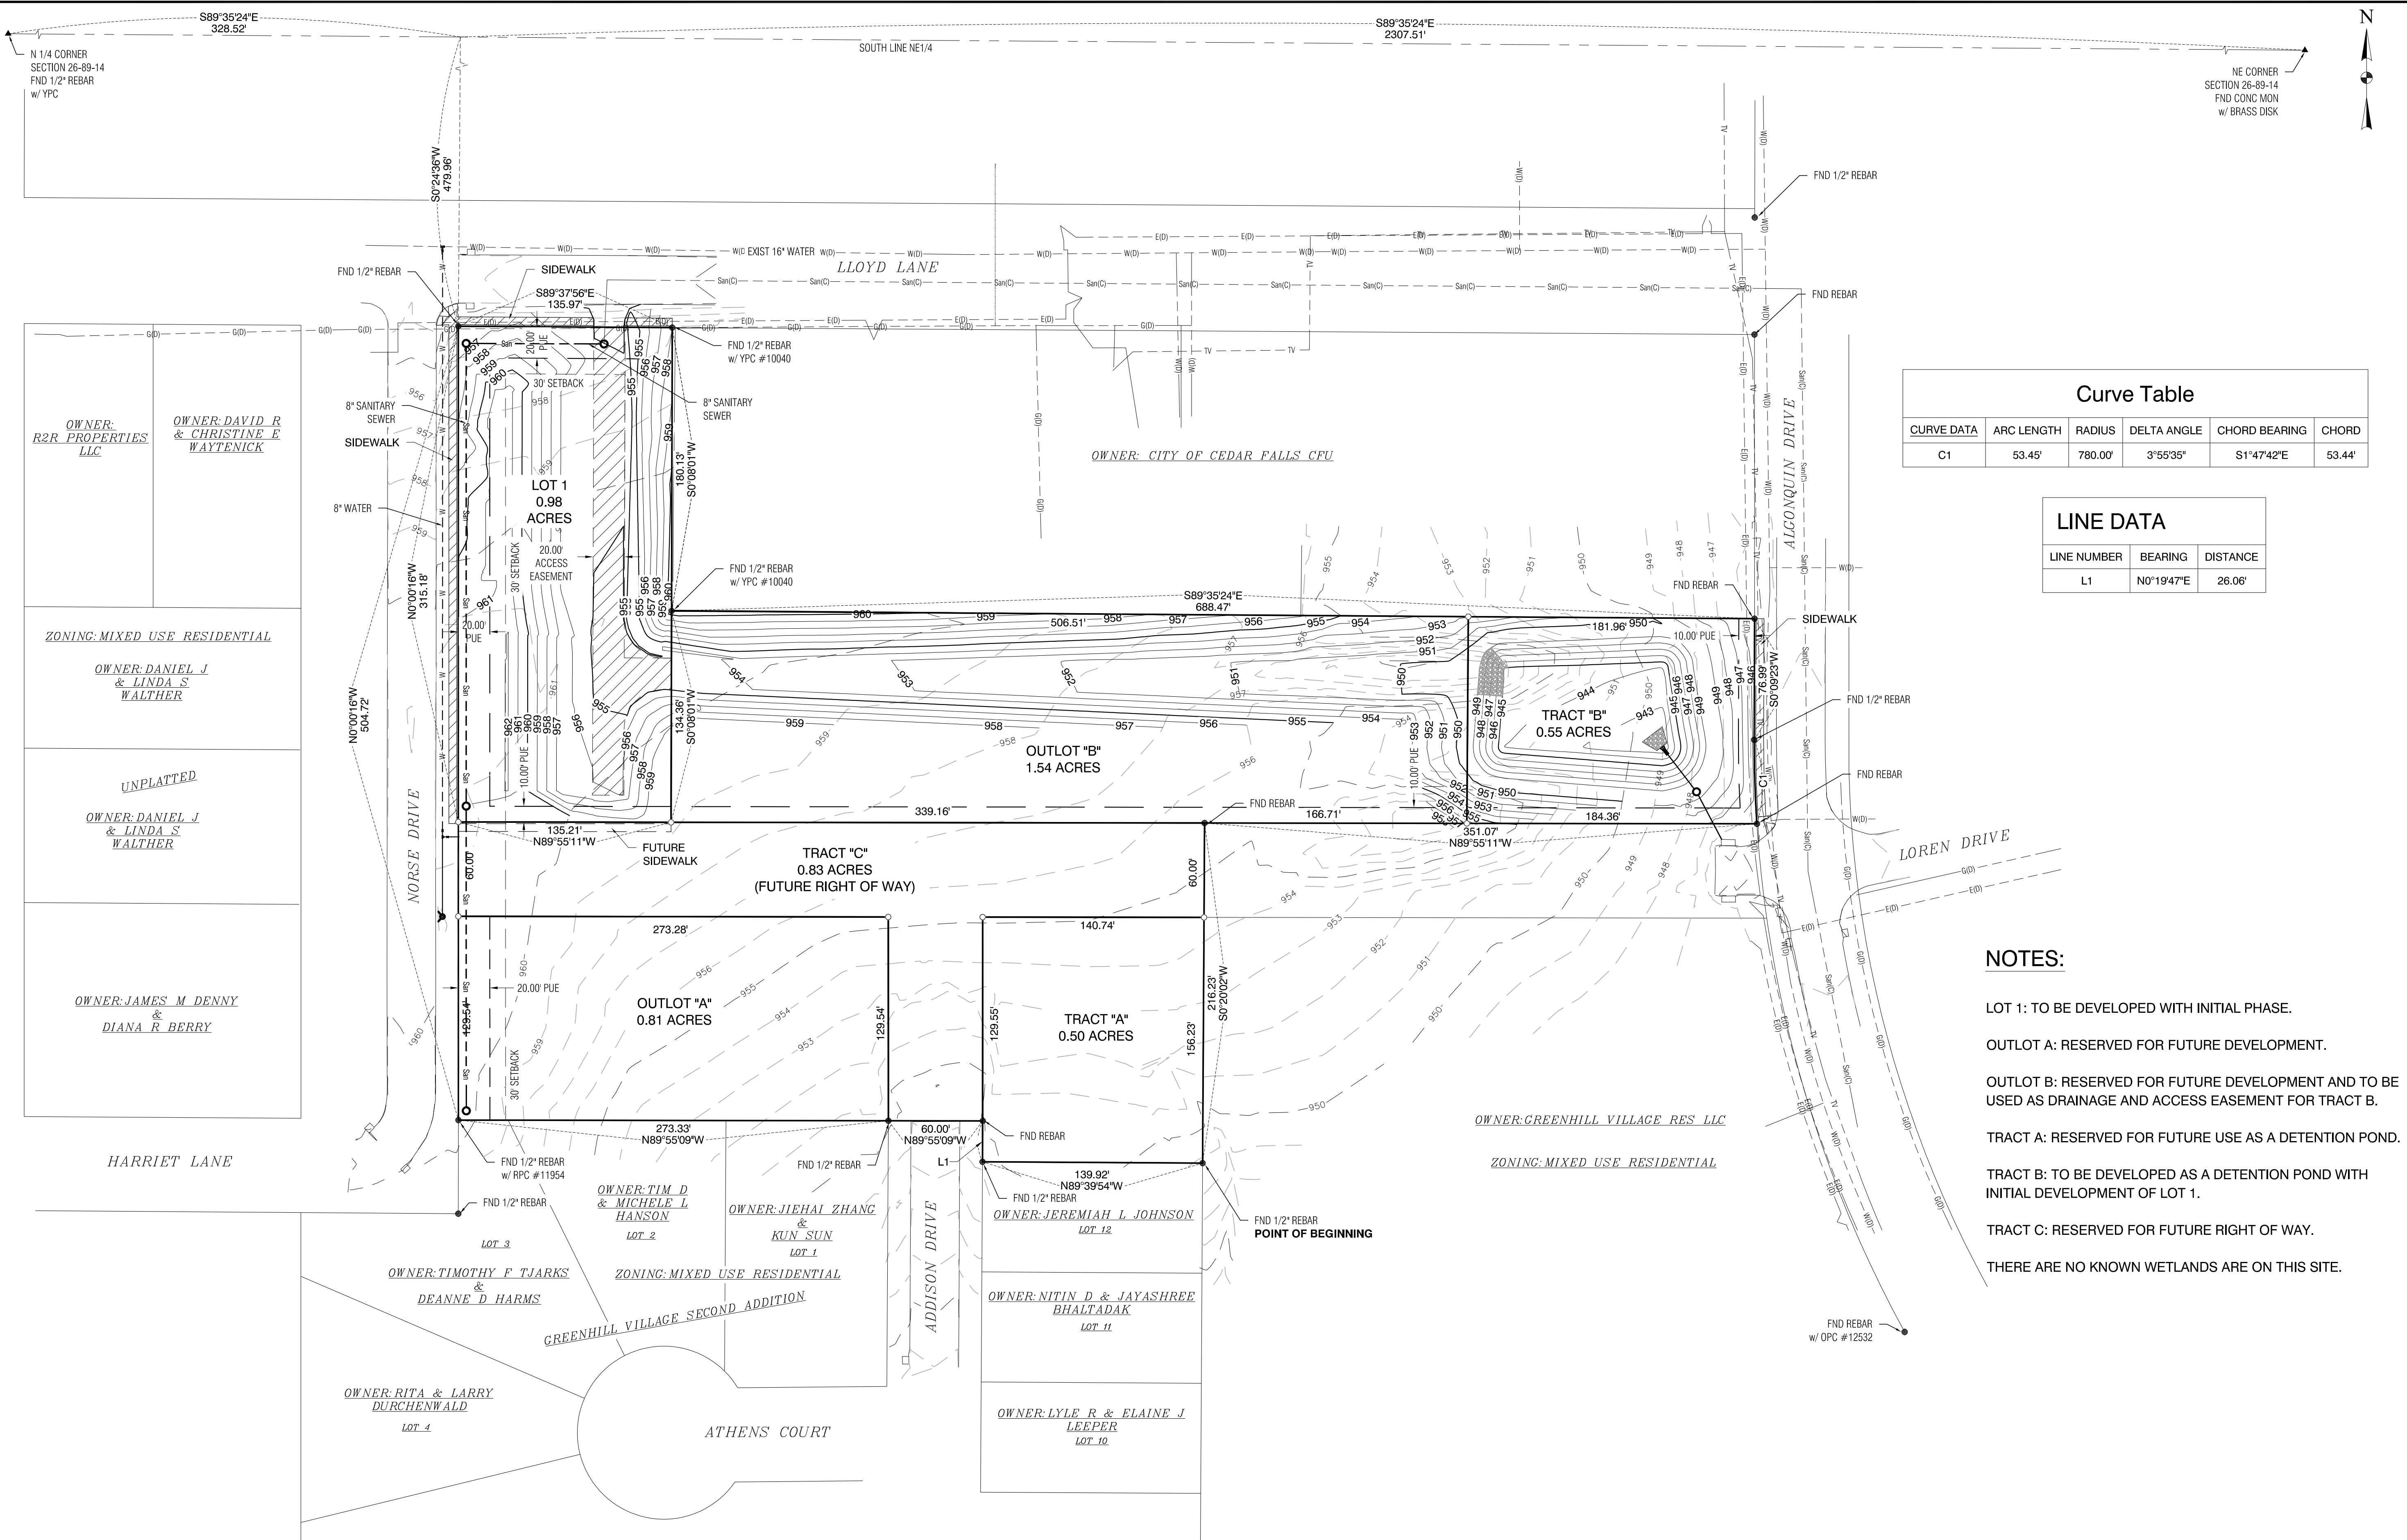 S89°35'24"E
328.52'
S89°35'24"E
2307.51'
SOUTH LINE NE1/4
N
N 1/4 CORNER
SECTION 26-89-14
FND 1/2" REBAR
w/ YPC
NE CORNER
SECTION 26-89-14
FND CONC MON
w/ BRASS DISK
S0°24'36"W
479.96'
FND 1/2" REBAR
EXIST 16" WATER
LLOYD LANE
FND 1/2" REBAR
SIDEWALK
S89°37'56"E
135.97'
FND REBAR
20.00'
PUE
FND 1/2" REBAR
w/ YPC #10040
30' SETBACK
8" SANITARY
SEWER
8" SANITARY
SEWER
SIDEWALK
OWNER:
R2R PROPERTIES
LLC
OWNER: DAVID R
& CHRISTINE E
WAYTENICK
OWNER: CITY OF CEDAR FALLS CFU
ALGONQUIN DRIVE
Curve Table
CURVE DATA ARC LENGTH RADIUS DELTA ANGLE CHORD BEARING CHORD
C1 53.45' 780.00' 3°55'35" S1°47'42"E 53.44'
LINE DATA
LINE NUMBER BEARING DISTANCE
L1 N0°19'47"E 26.06'
180.13'
S0°08'01"W
LOT 1
0.98
ACRES
8" WATER
30' SETBACK
20.00'
ACCESS
EASEMENT
FND 1/2" REBAR
w/ YPC #10040
N0°00'16"W
315.18'
FND REBAR
S89°35'24"E
688.47'
506.51'
181.96'
10.00' PUE
SIDEWALK
20.00'
PUE
ZONING: MIXED USE RESIDENTIAL
OWNER: DANIEL J
& LINDA S
WALTHER
N0°00'16"W
504.72'
134.36'
S0°08'01"W
76.99'
S0°09'23"W
FND 1/2" REBAR
TRACT "B"
0.55 ACRES
OUTLOT "B"
1.54 ACRES
10.00' PUE
10.00' PUE
C1
FND REBAR
UNPLATTED
OWNER: DANIEL J
& LINDA S
WALTHER
NORSE DRIVE
339.16'
FND REBAR
166.71'
184.36'
351.07'
N89°55'11"W
135.21'
N89°55'11"W
FUTURE
SIDEWALK
TRACT "C"
0.83 ACRES
(FUTURE RIGHT OF WAY)
60.00'
60.00'
LOREN DRIVE
273.28'
140.74'
OWNER: JAMES M DENNY
&
DIANA R BERRY
20.00' PUE
OUTLOT "A"
0.81 ACRES
129.54'
129.54'
129.55'
TRACT "A"
0.50 ACRES
156.23'
216.23'
S0°20'02"W
30' SETBACK
NOTES:
LOT 1: TO BE DEVELOPED WITH INITIAL PHASE.
OUTLOT A: RESERVED FOR FUTURE DEVELOPMENT.
OUTLOT B: RESERVED FOR FUTURE DEVELOPMENT AND TO BE
USED AS DRAINAGE AND ACCESS EASEMENT FOR TRACT B.
TRACT A: RESERVED FOR FUTURE USE AS A DETENTION POND.
TRACT B: TO BE DEVELOPED AS A DETENTION POND WITH
INITIAL DEVELOPMENT OF LOT 1.
TRACT C: RESERVED FOR FUTURE RIGHT OF WAY.
THERE ARE NO KNOWN WETLANDS ARE ON THIS SITE.
OWNER: GREENHILL VILLAGE RES LLC
ZONING: MIXED USE RESIDENTIAL
273.33'
N89°55'09"W
60.00'
N89°55'09"W
FND REBAR
L1
HARRIET LANE
FND 1/2" REBAR
w/ RPC #11954
FND 1/2" REBAR
139.92'
N89°39'54"W
FND 1/2" REBAR
FND 1/2" REBAR
OWNER: TIM D
& MICHELE L
HANSON
LOT 2
OWNER: JIEHAI ZHANG
&
KUN SUN
LOT 1
OWNER: JEREMIAH L JOHNSON
LOT 12
FND 1/2" REBAR
POINT OF BEGINNING
LOT 3
OWNER: TIMOTHY F TJARKS
&
DEANNE D HARMS
ZONING: MIXED USE RESIDENTIAL
GREENHILL VILLAGE SECOND ADDITION
ADDISON DRIVE
OWNER: NITIN D & JAYASHREE
BHALTADAK
LOT 11
FND REBAR
w/ OPC #12532
OWNER: RITA & LARRY
DURCHENWALD
LOT 4
ATHENS COURT
OWNER: LYLE R & ELAINE J
LEEPER
LOT 10